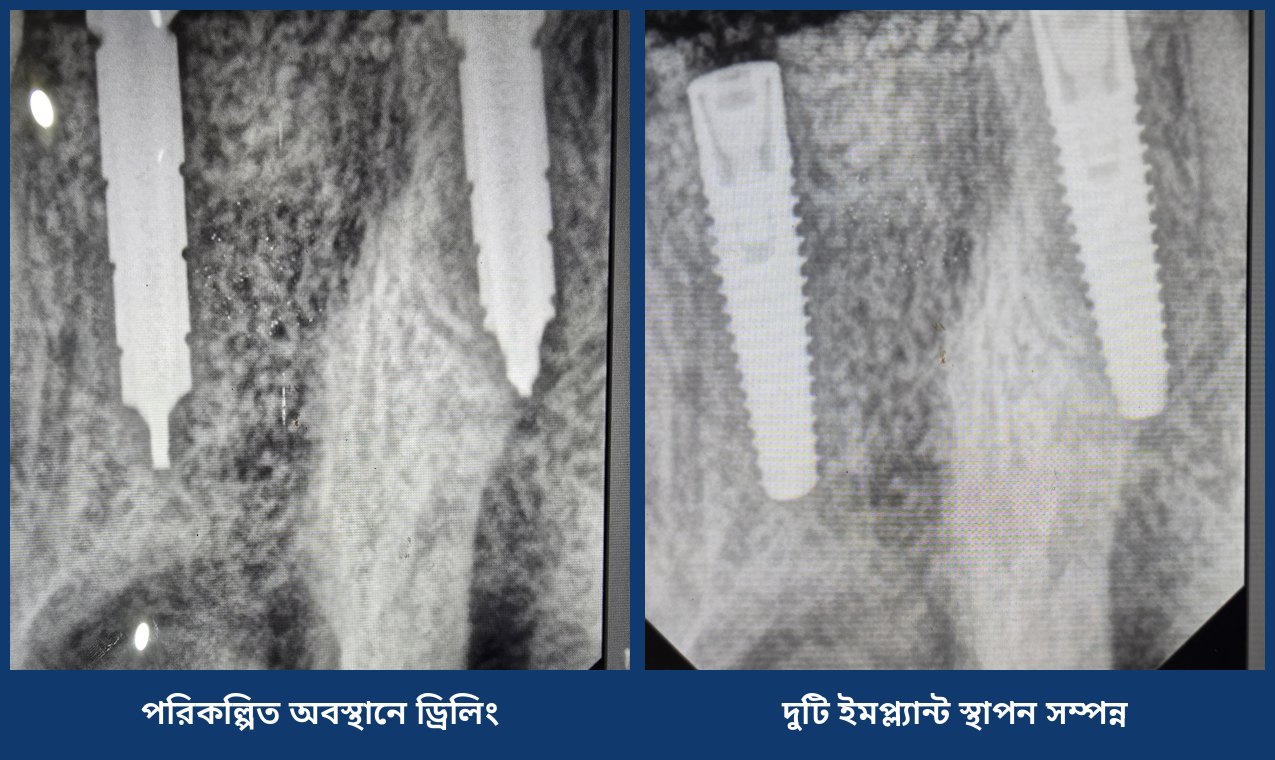 পরিকল্পিত অবস্থানে ড্রিলিং
দুটি ইমপ্ল্যান্ট স্থাপন সম্পন্ন